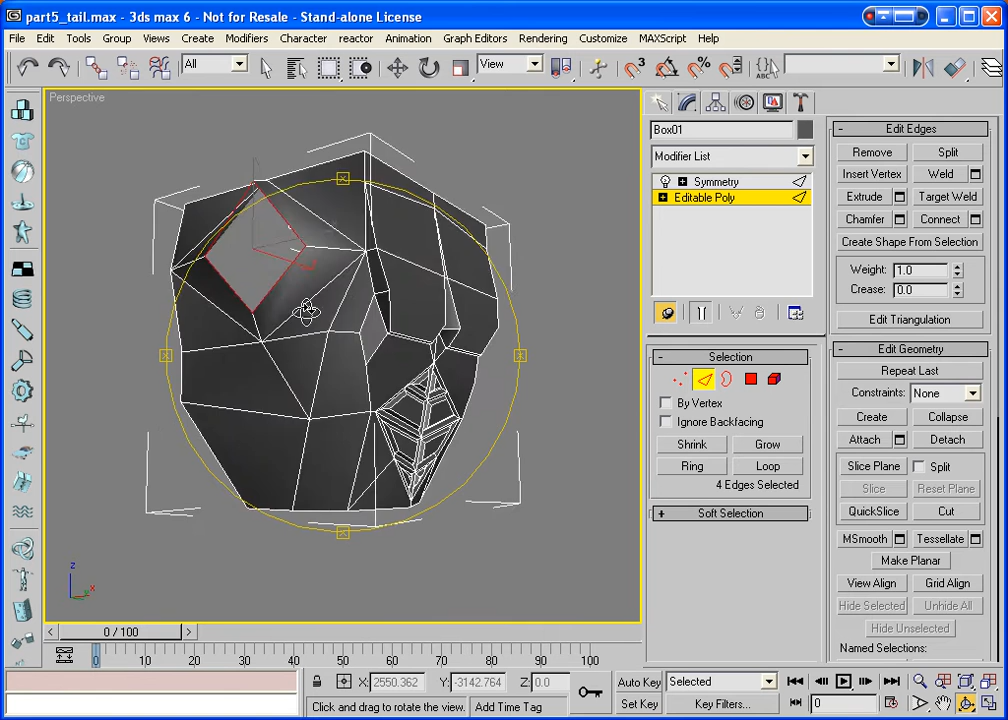 part5_tail.max - 3ds max 6 - Not for Resale - Stand-alone License
File Edit Tools Group Views Create Modifiers Character reactor Animation Graph Editors Rendering Customize MAXScript Help
All View
Perspective
Box01
Modifier List
Symmetry
Editable Poly
Selection
By Vertex
Ignore Backfacing
Shrink Grow
Ring Loop
4 Edges Selected
Soft Selection
Edit Edges
Remove Split
Insert Vertex Weld
Extrude Target Weld
Chamfer Connect
Create Shape From Selection
Weight: 1.0
Crease: 0.0
Edit Triangulation
Edit Geometry
Repeat Last
Constraints: None
Create Collapse
Attach Detach
Slice Plane Split
Slice Reset Plane
QuickSlice Cut
MSmooth Tessellate
Make Planar
View Align Grid Align
Hide Selected Unhide All
Hide Unselected
Named Selections:
z
x
0 / 100
0 10 20 30 40 50 60 70 80 90 100
X: 2550.362 Y: -3142.764 Z: 0.0
Auto Key Selected
Click and drag to rotate the view. Add Time Tag
Set Key Key Filters... 0